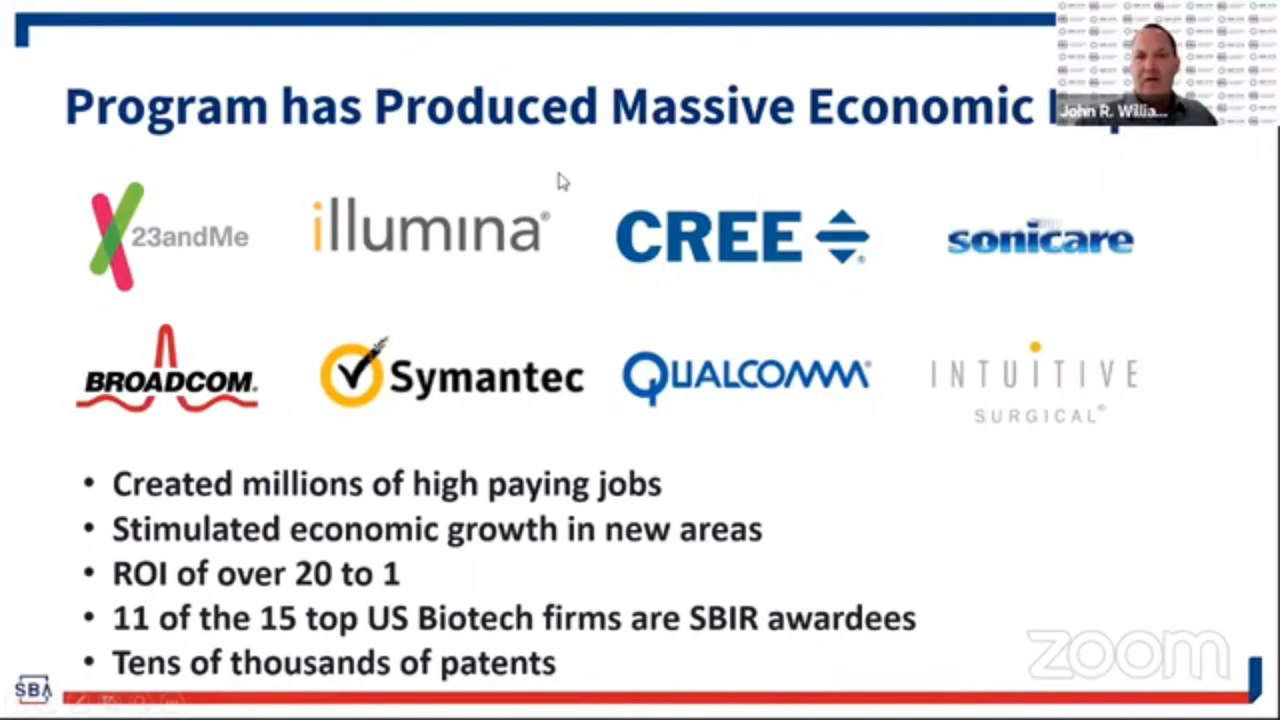 Program has Produced Massive Economic
John R. Willia...
23andMe
illumina®
CREE ®
sonicare
BROADCOM.
Symantec
QUALCOMM®
INTUITIVE
SURGICAL®
• Created millions of high paying jobs
• Stimulated economic growth in new areas
• ROI of over 20 to 1
• 11 of the 15 top US Biotech firms are SBIR awardees
• Tens of thousands of patents
zoom
SBA